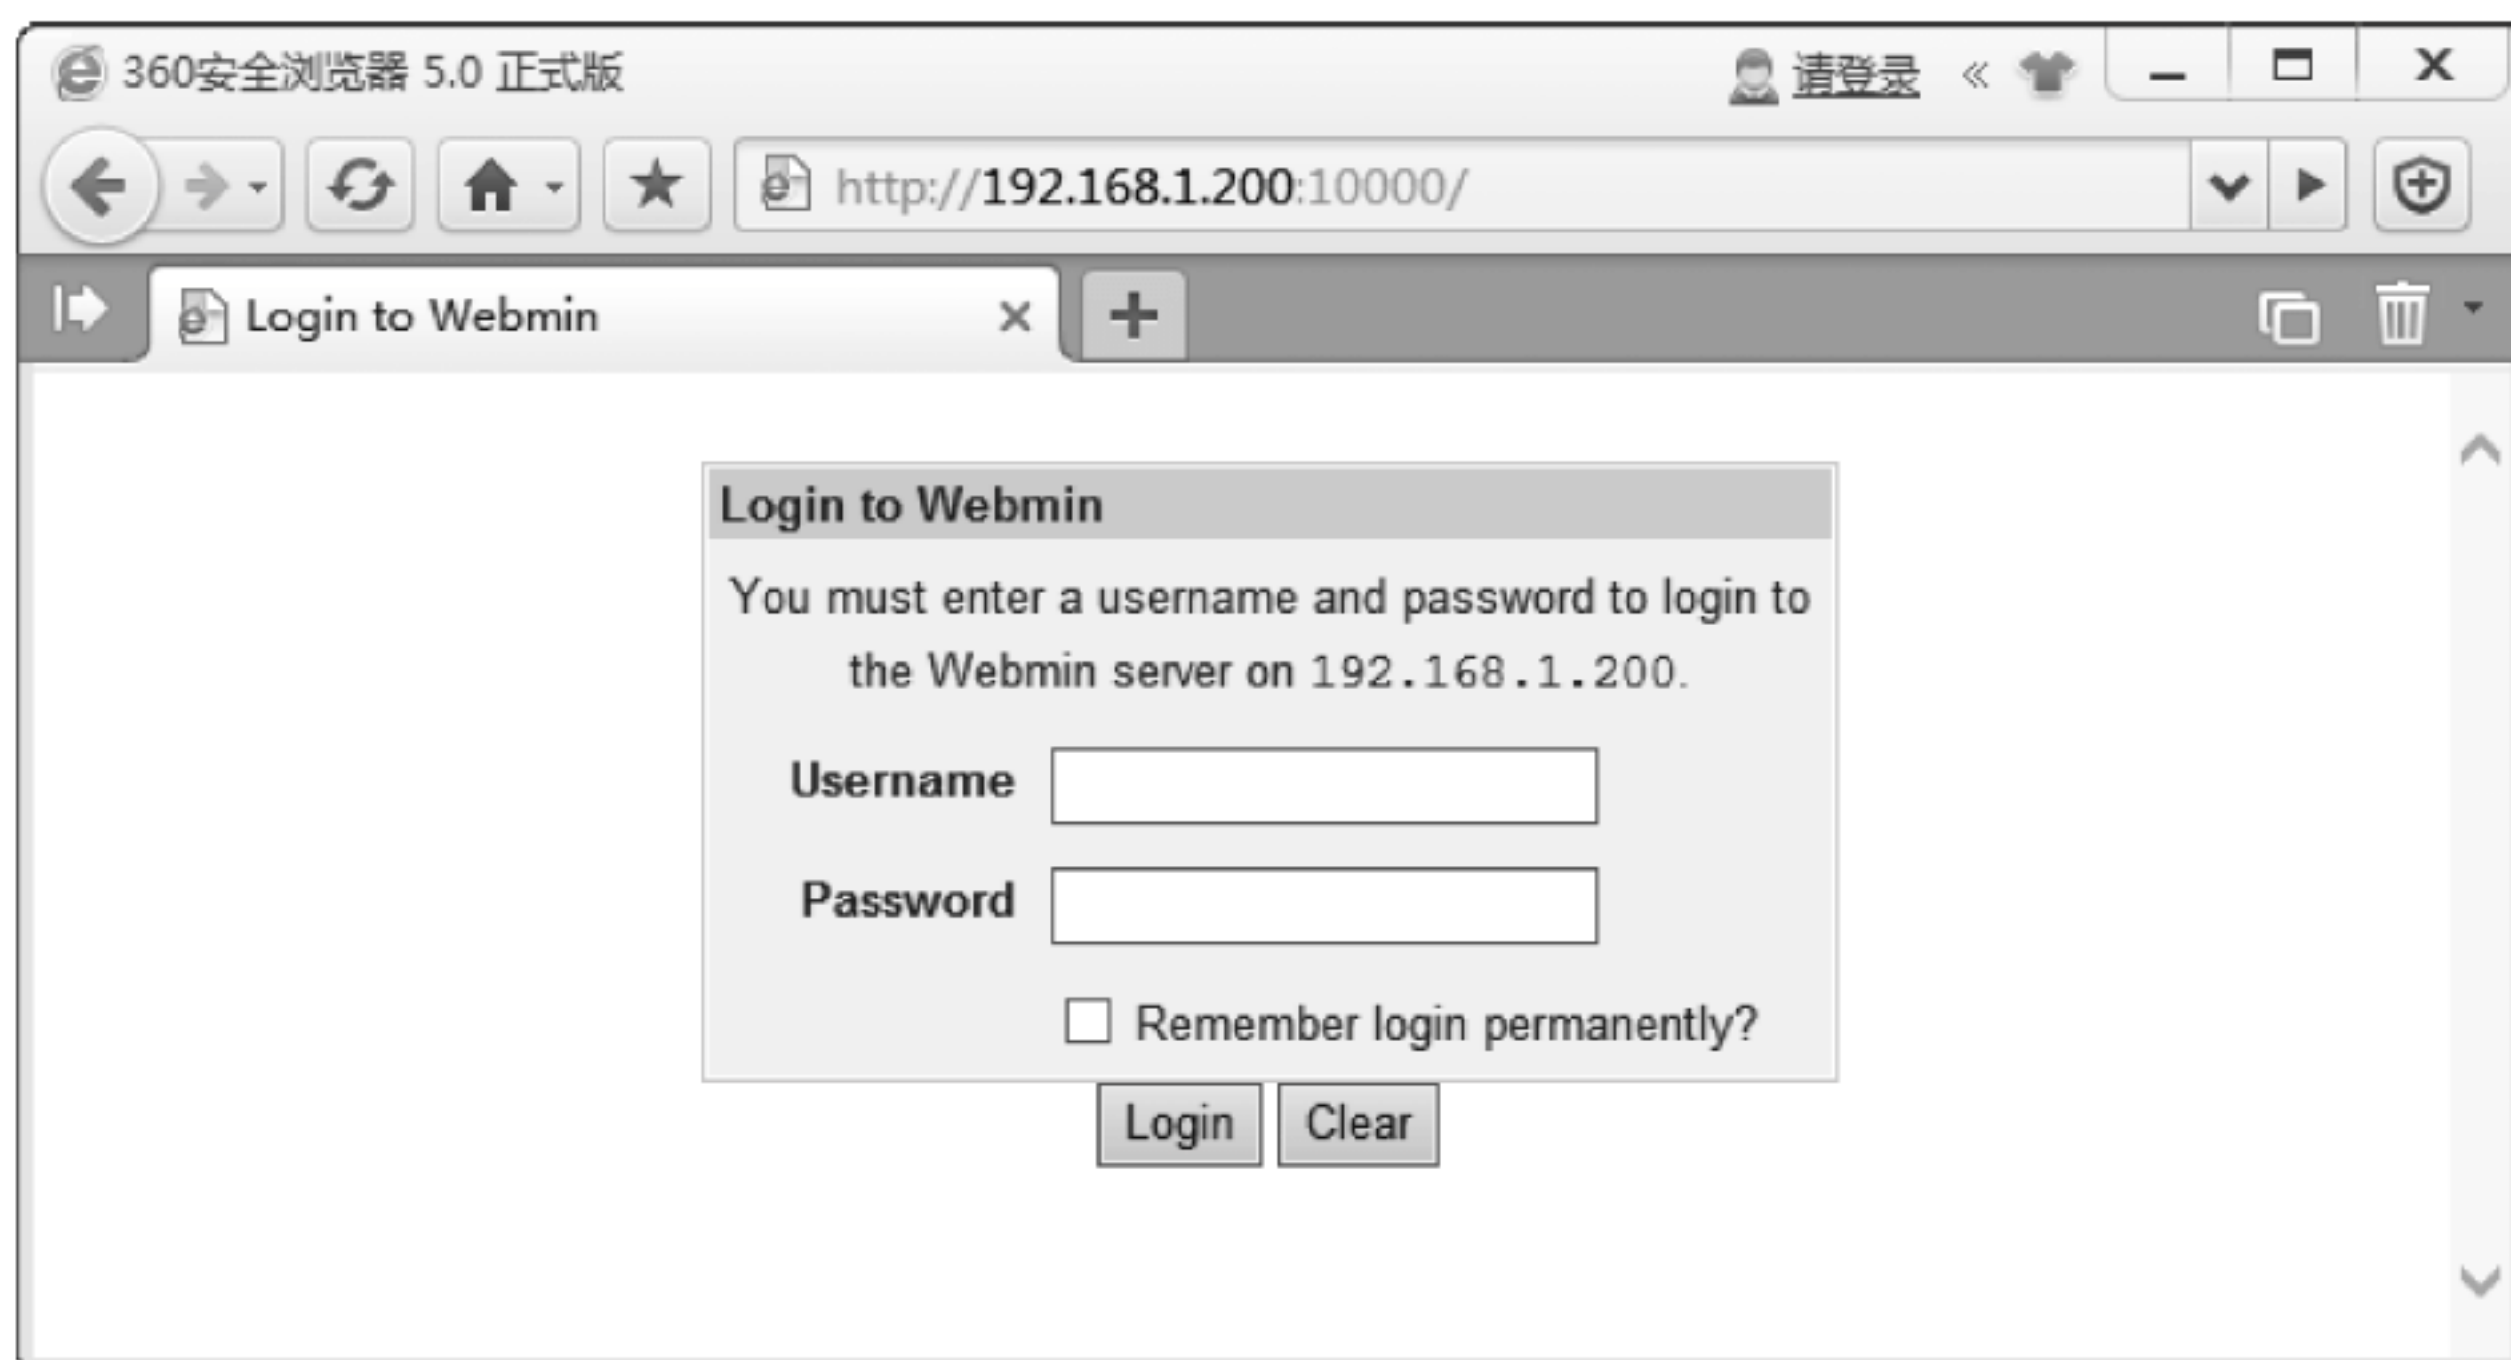 360安全浏览器 5.0 正式版
请登录 «
http://192.168.1.200:10000/
Login to Webmin
Login to Webmin
You must enter a username and password to login to
the Webmin server on 192.168.1.200.
Username
Password
Remember login permanently?
Login Clear